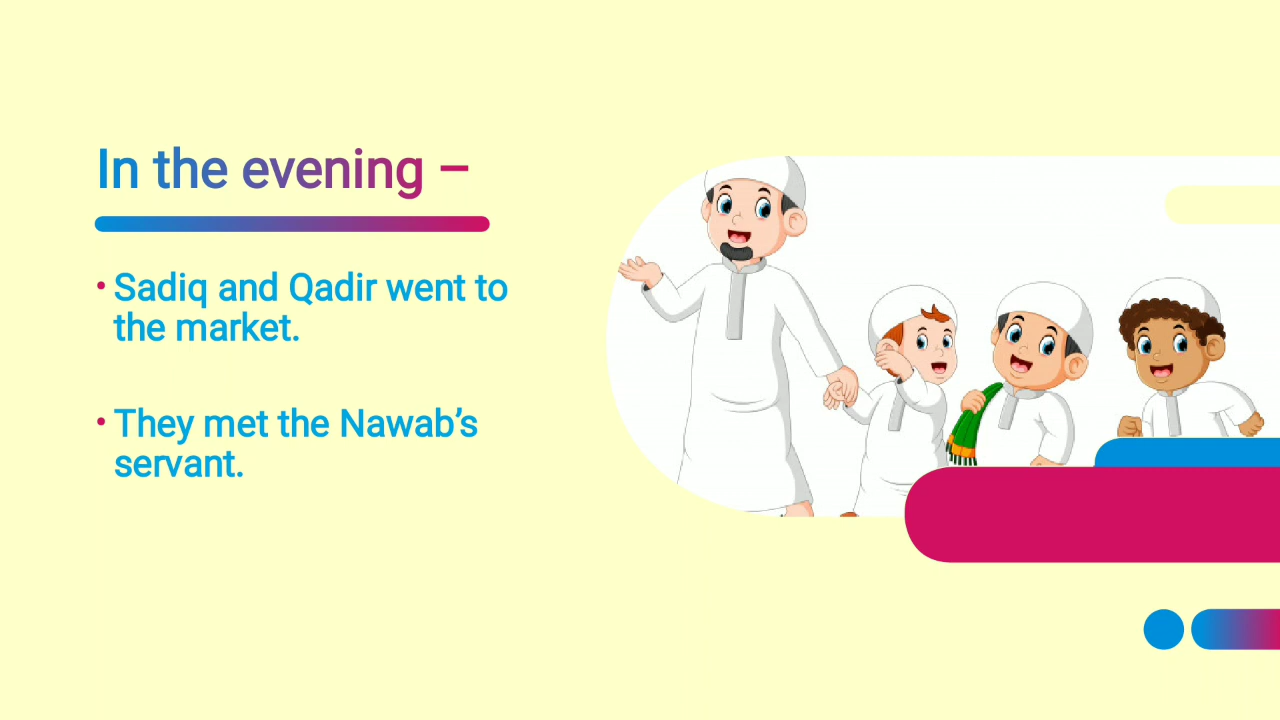 In the evening –
• Sadiq and Qadir went to
the market.
• They met the Nawab’s
servant.